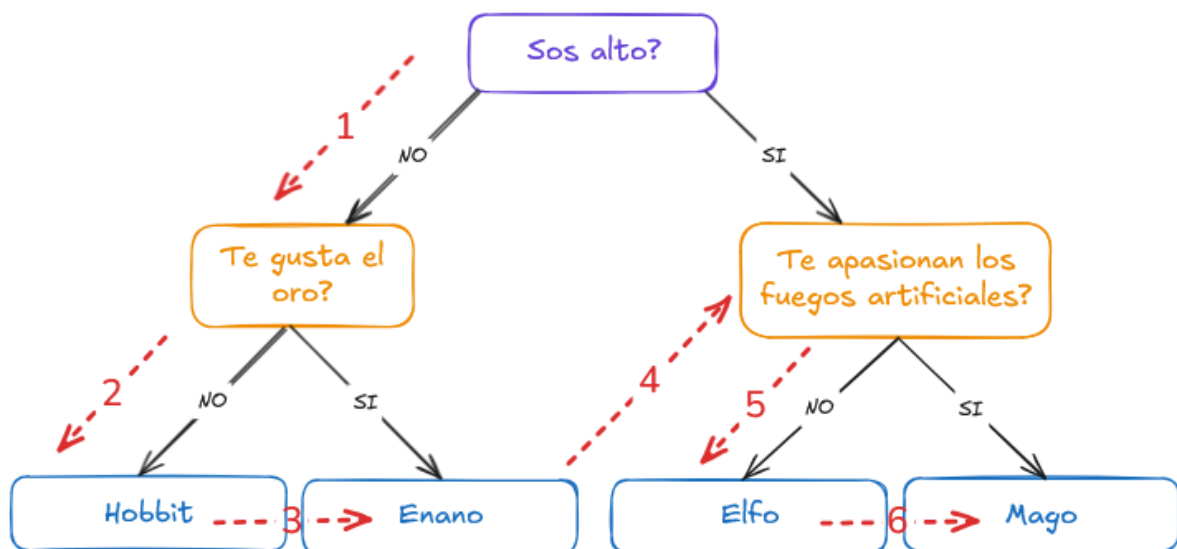 Sos alto?
1
NO
SI
Te gusta el
oro?
Te apasionan los
fuegos artificiales?
2
NO
SI
4
5
NO
SI
Hobbit
3
Enano
Elfo
6
Mago